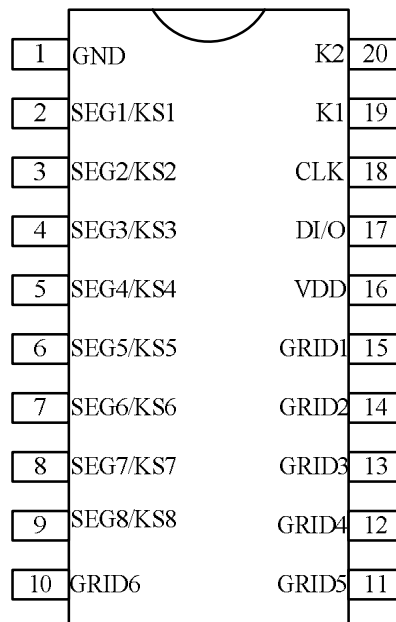 1 GND K2 20
2 SEG1/KS1 K1 19
3 SEG2/KS2 CLK 18
4 SEG3/KS3 DI/O 17
5 SEG4/KS4 VDD 16
6 SEG5/KS5 GRID1 15
7 SEG6/KS6 GRID2 14
8 SEG7/KS7 GRID3 13
9 SEG8/KS8 GRID4 12
10 GRID6 GRID5 11